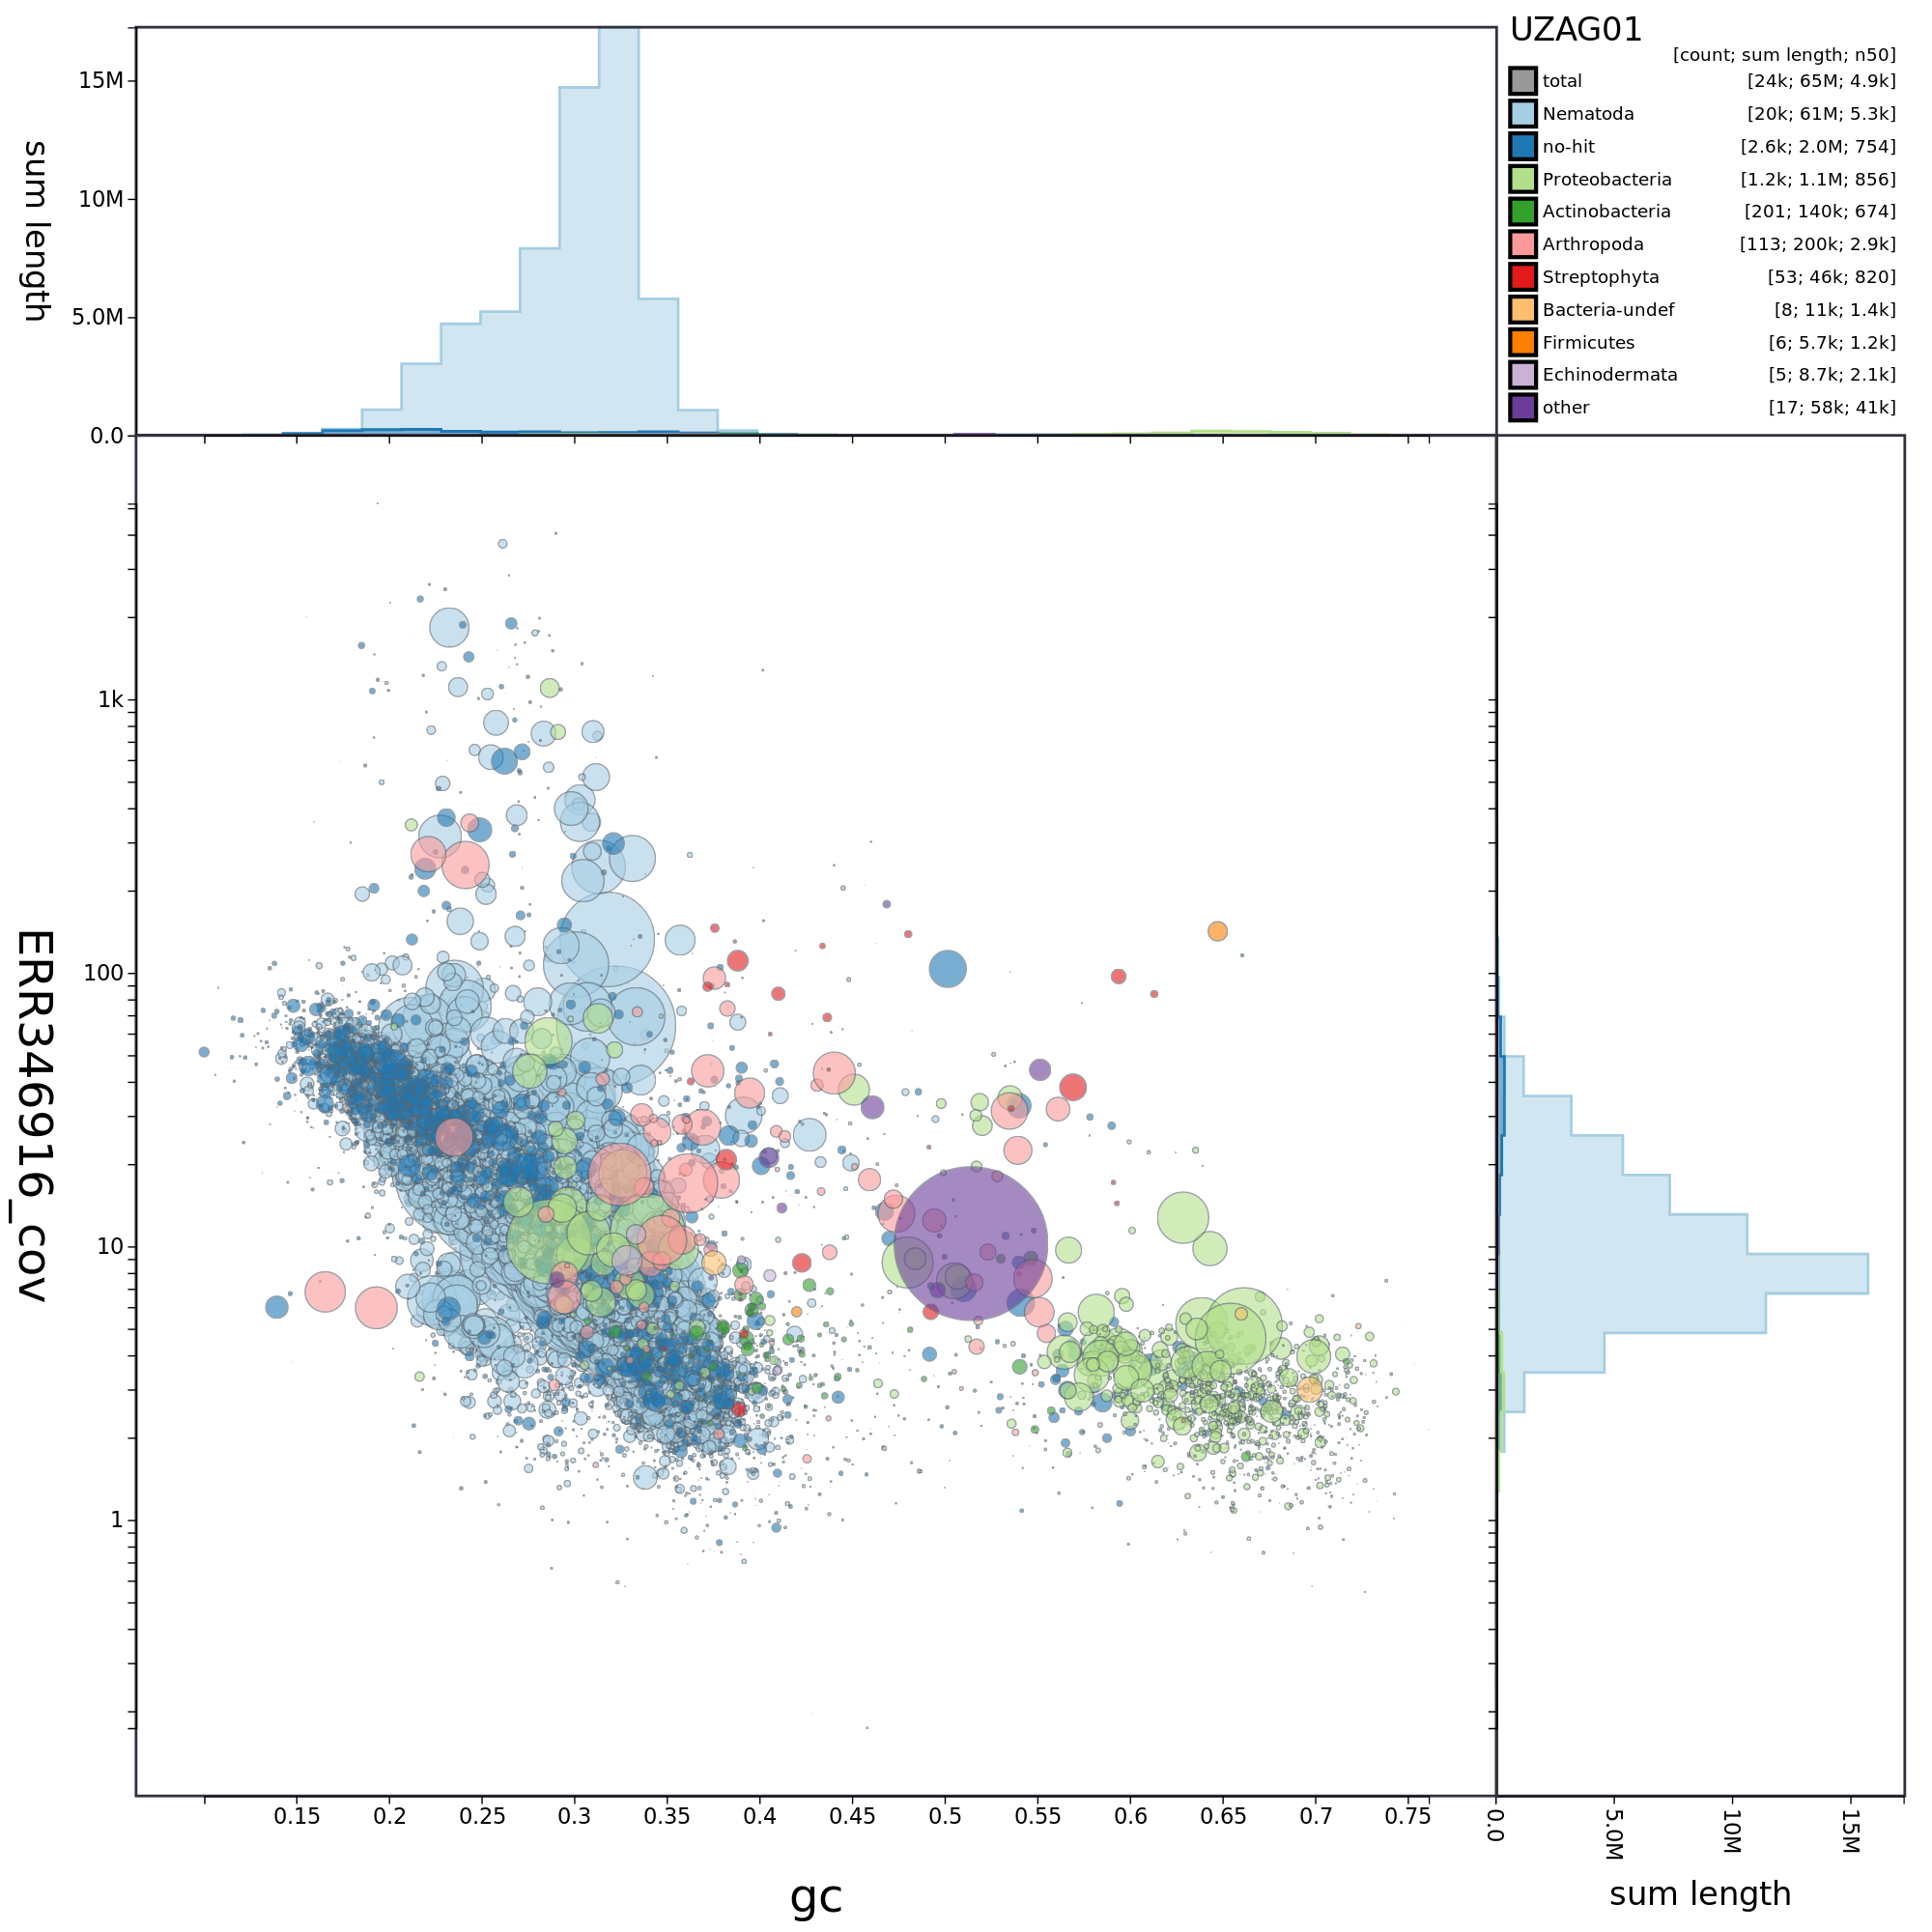 UZAG01
[count; sum length; n50]
total [24k; 65M; 4.9k]
Nematoda [20k; 61M; 5.3k]
no-hit [2.6k; 2.0M; 754]
Proteobacteria [1.2k; 1.1M; 856]
Actinobacteria [201; 140k; 674]
Arthropoda [113; 200k; 2.9k]
Streptophyta [53; 46k; 820]
Bacteria-undef [8; 11k; 1.4k]
Firmicutes [6; 5.7k; 1.2k]
Echinodermata [5; 8.7k; 2.1k]
other [17; 58k; 41k]
sum length
15M
10M
5.0M
0.0
ERR346916_cov
1k
100
10
1
0.15 0.2 0.25 0.3 0.35 0.4 0.45 0.5 0.55 0.6 0.65 0.7 0.75
gc
0.0 5.0M 10M 15M
sum length